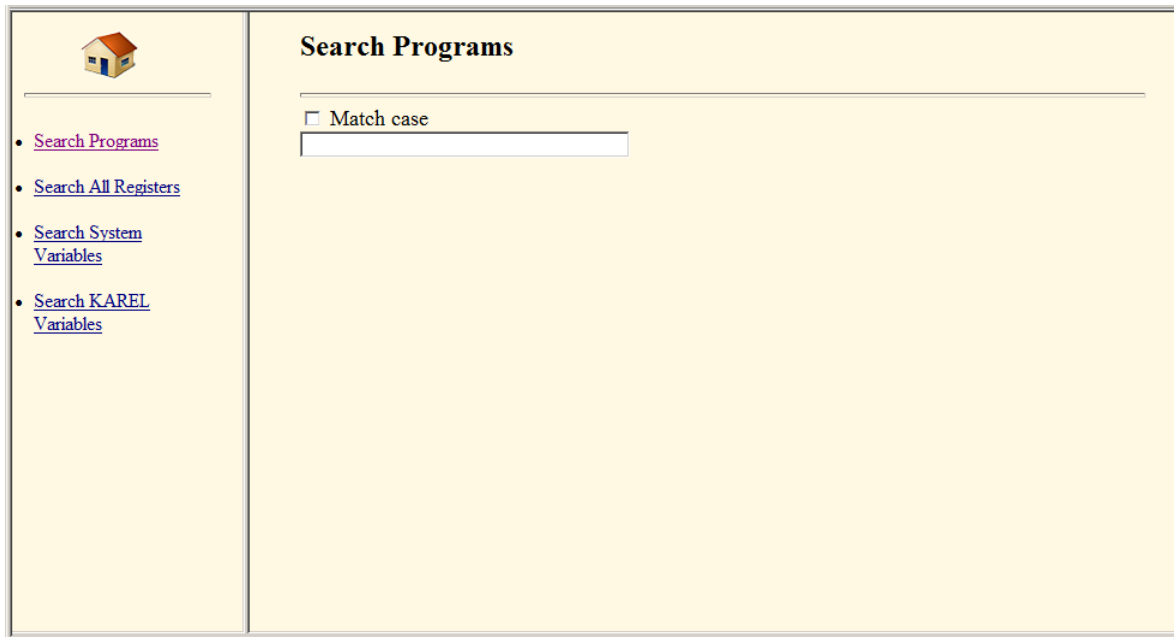 Search Programs
Search All Registers
Search System
Variables
Search KAREL
Variables
Search Programs
Match case